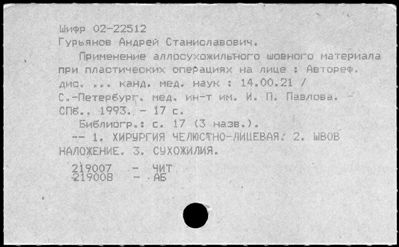 Шифр 02-22512
Гурьянов Андрей Станиславович.
Применение аллосухожильного шовного материала
при пластических операциях на лице : Автореф.
дис. ... канд. мед. наук : 14.00.21 /
С.-Петербург. мед. ин-т им. И. П. Павлова.
СПб., 1993. - 17 с.
Библиогр.: с. 17 (3 назв.).
-- 1. ХИРУРГИЯ ЧЕЛЮСТНО-ЛИЦЕВАЯ. 2. ШВОВ
НАЛОЖЕНИЕ. 3. СУХОЖИЛИЯ.
219007 - ЧИТ
219008 - АБ